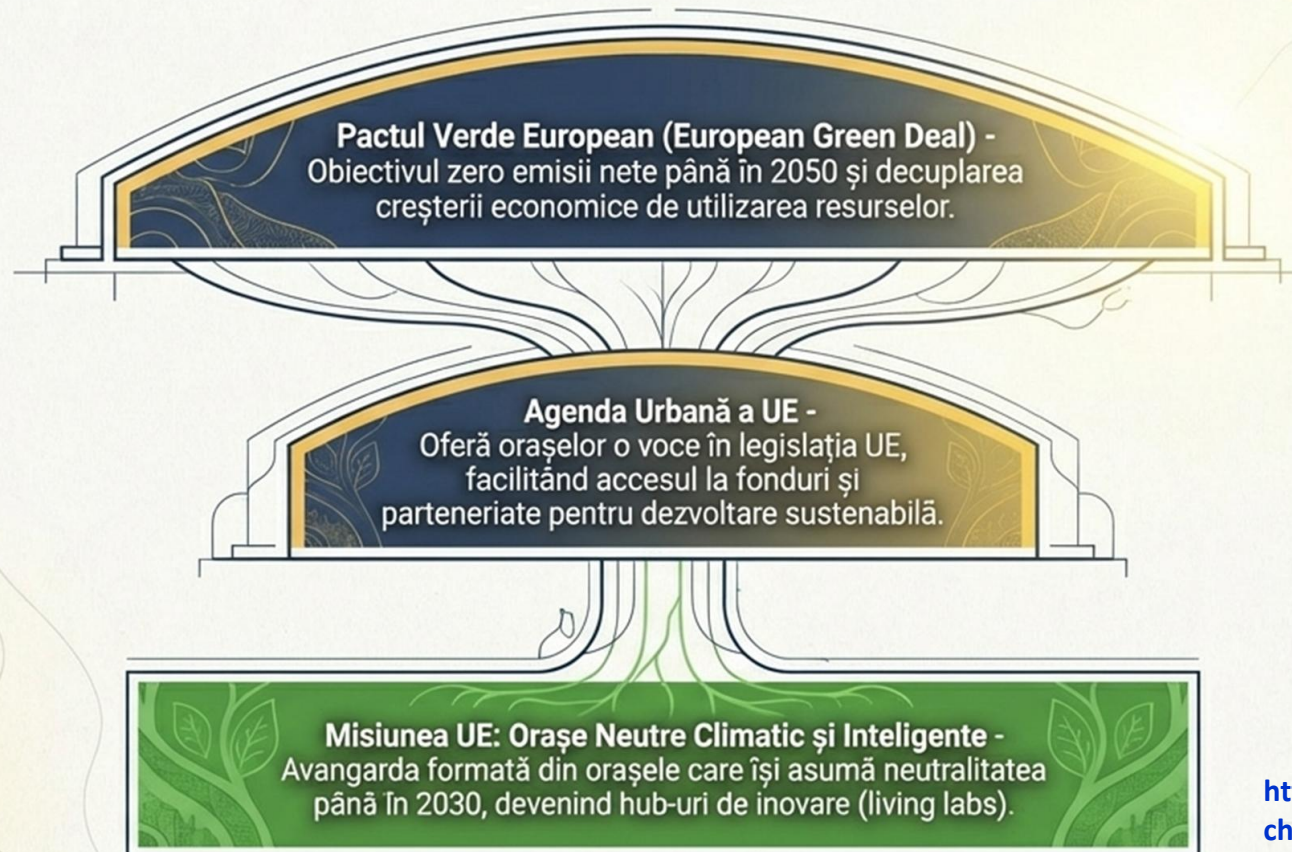 Pactul Verde European (European Green Deal) -
Obiectivul zero emisii nete până în 2050 și decuplarea
creșterii economice de utilizarea resurselor.
Agenda Urbană a UE -
Oferă orașelor o voce în legislația UE,
facilitând accesul la fonduri și
parteneriate pentru dezvoltare sustenabilă.
Misiunea UE: Orașe Neutre Climatic și Inteligente -
Avangarda formată din orașele care își asumă neutralitatea
până în 2030, devenind hub-uri de inovare (living labs).
ht
ch